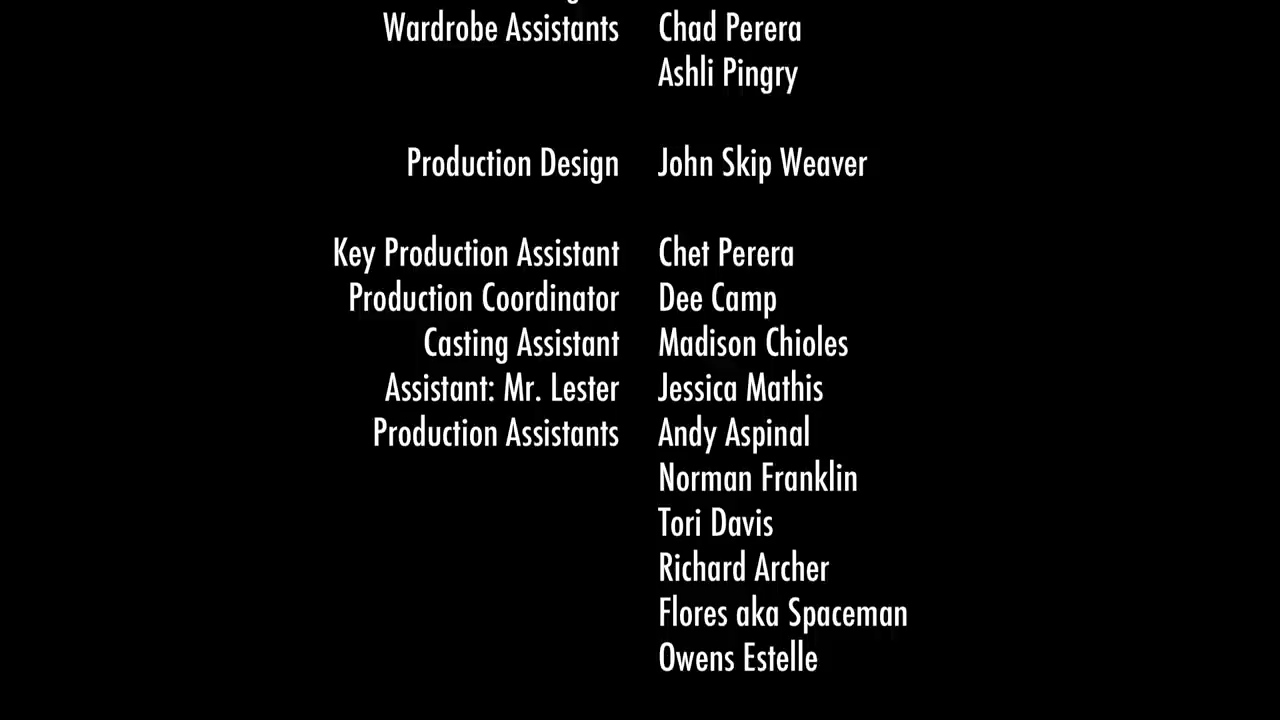 Wardrobe Assistants Chad Perera
Ashli Pingry
Production Design John Skip Weaver
Key Production Assistant Chet Perera
Production Coordinator Dee Camp
Casting Assistant Madison Chioles
Assistant: Mr. Lester Jessica Mathis
Production Assistants Andy Aspinal
Norman Franklin
Tori Davis
Richard Archer
Flores aka Spaceman
Owens Estelle